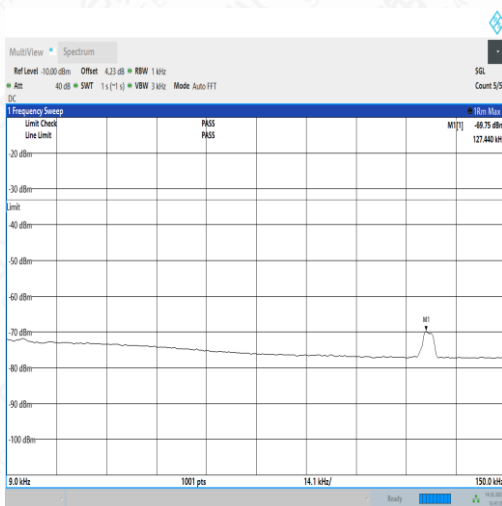 MultiView Spectrum
Ref Level -10.00 dBm Offset 4.23 dB RBW 1 kHz SGL
Att 40 dB SWT 1 s (~1 s) VBW 3 kHz Mode Auto FFT Count 5/5
DC
1 Frequency Sweep 1Rm Max
Limit Check PASS M1[1] -69.75 dBm
Line Limit PASS 127.440 kHz
-20 dBm
-30 dBm
Limit
-40 dBm
-50 dBm
-60 dBm
M1
-70 dBm
-80 dBm
-90 dBm
-100 dBm
9.0 kHz 1001 pts 14.1 kHz/ 150.0 kHz
Ready